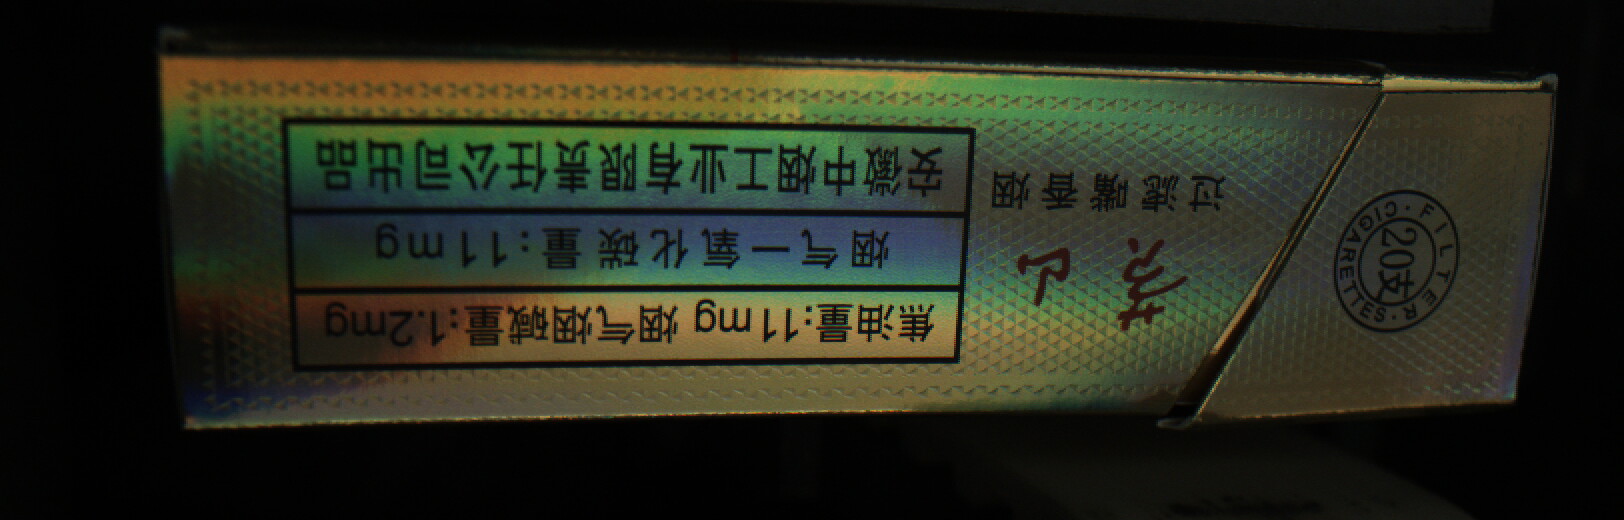 FILTER · CIGARETTES ·
20支
黄山
过滤嘴香烟
焦油量:11mg 烟气烟碱量:1.2mg
烟气一氧化碳量:11mg
安徽中烟工业有限责任公司出品